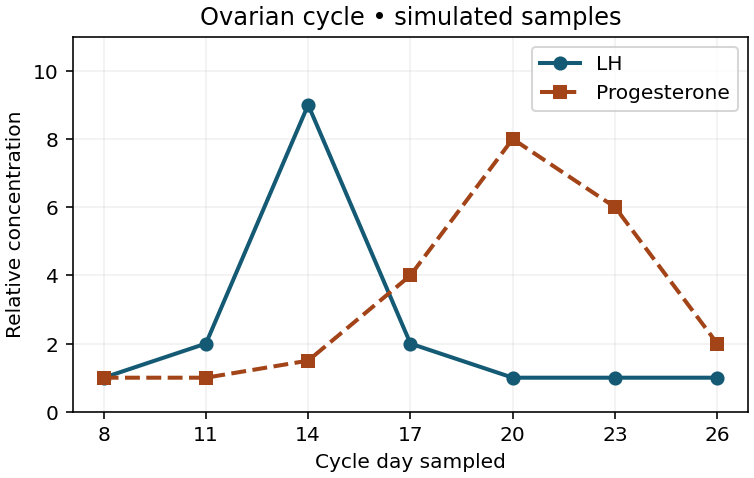 Ovarian cycle • simulated samples
LH
Progesterone
Relative concentration
10
8
6
4
2
0
8 11 14 17 20 23 26
Cycle day sampled